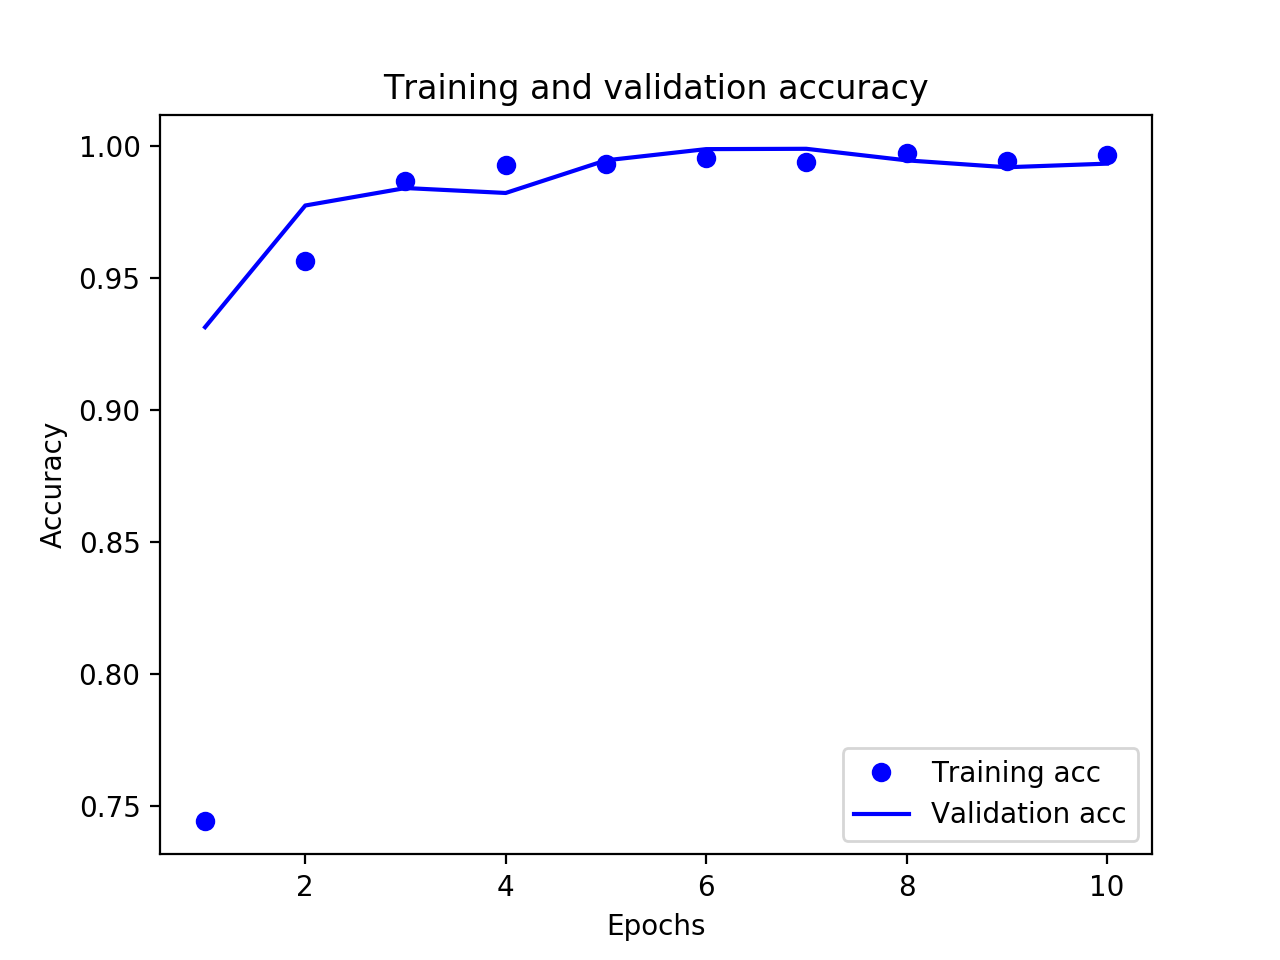 Training and validation accuracy
1.00
0.95
0.90
0.85
0.80
0.75
Accuracy
Training acc
Validation acc
2 4 6 8 10
Epochs